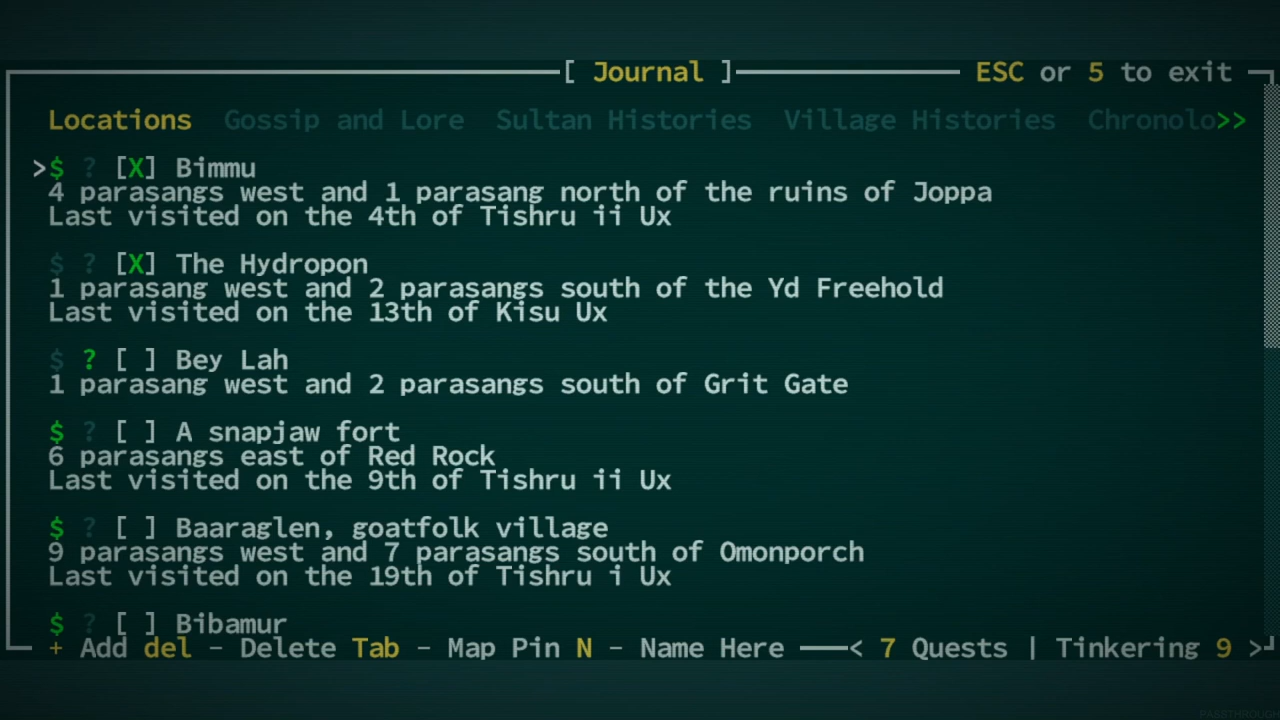 [ Journal ] ESC or 5 to exit
Locations Gossip and Lore Sultan Histories Village Histories Chronolo>>
>$ ? [X] Bimmu
4 parasangs west and 1 parasang north of the ruins of Joppa
Last visited on the 4th of Tishru ii Ux
$ ? [X] The Hydropon
1 parasang west and 2 parasangs south of the Yd Freehold
Last visited on the 13th of Kisu Ux
$ ? [ ] Bey Lah
1 parasang west and 2 parasangs south of Grit Gate
$ ? [ ] A snapjaw fort
6 parasangs east of Red Rock
Last visited on the 9th of Tishru ii Ux
$ ? [ ] Baaraglen, goatfolk village
9 parasangs west and 7 parasangs south of Omonporch
Last visited on the 19th of Tishru i Ux
$ ? [ ] Bibamur
+ Add del - Delete Tab - Map Pin N - Name Here < 7 Quests | Tinkering 9 >